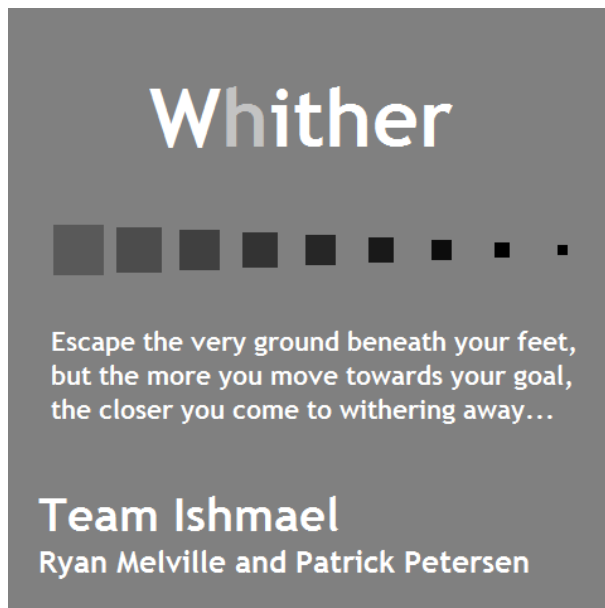 Whither
Escape the very ground beneath your feet,
but the more you move towards your goal,
the closer you come to withering away...
Team Ishmael
Ryan Melville and Patrick Petersen